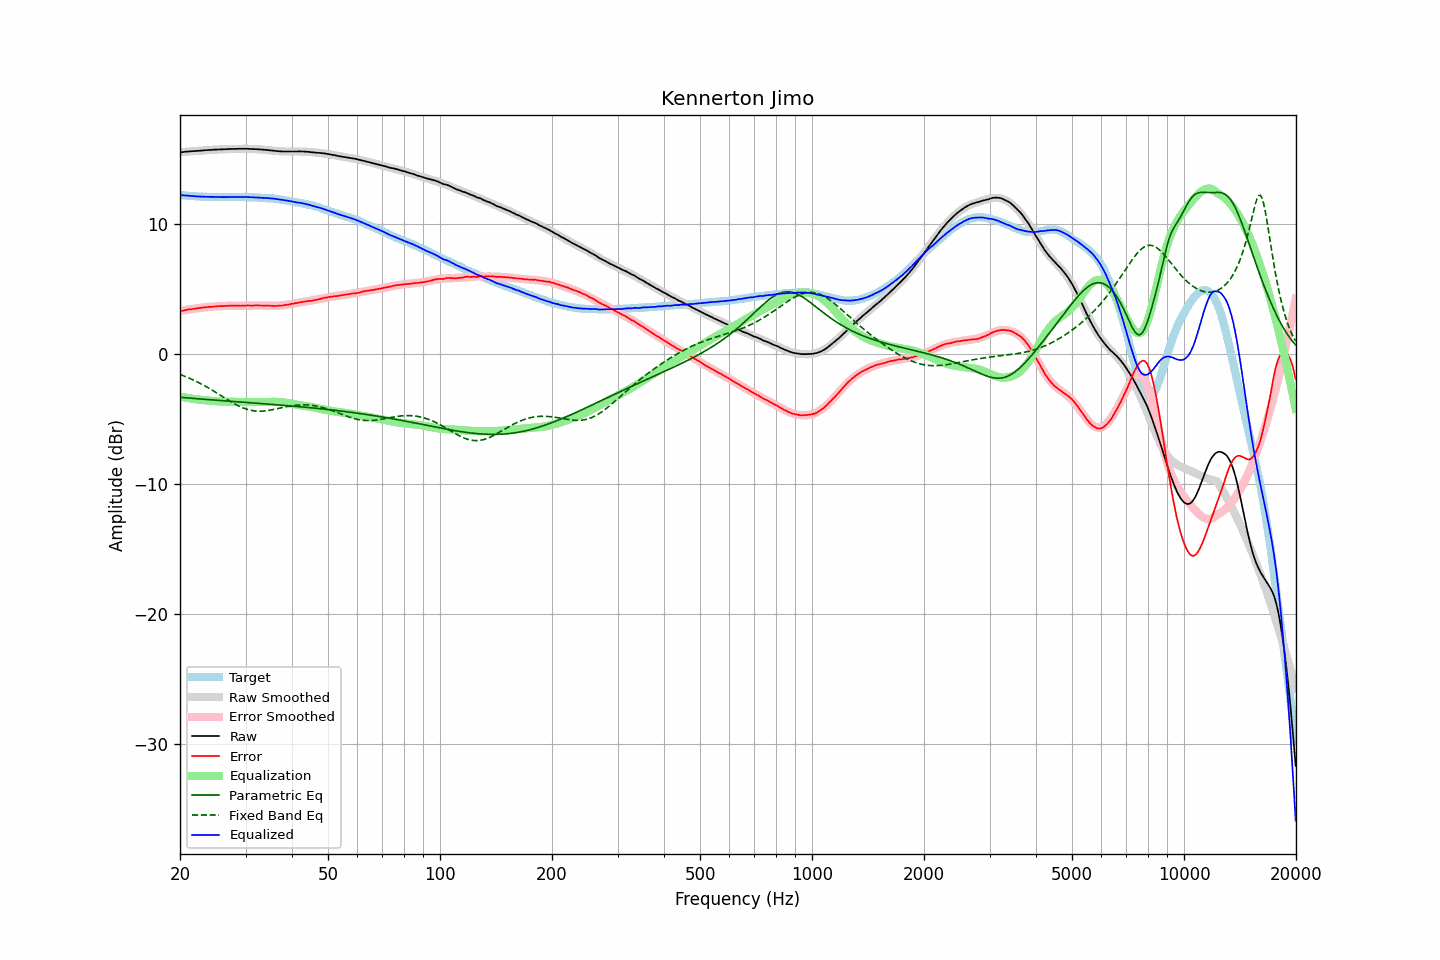 Kennerton Jimo
Amplitude (dBr)
10
0
−10
−20
−30
Target
Raw Smoothed
Error Smoothed
Raw
Error
Equalization
Parametric Eq
Fixed Band Eq
Equalized
20 50 100 200 500 1000 2000 5000 10000 20000
Frequency (Hz)